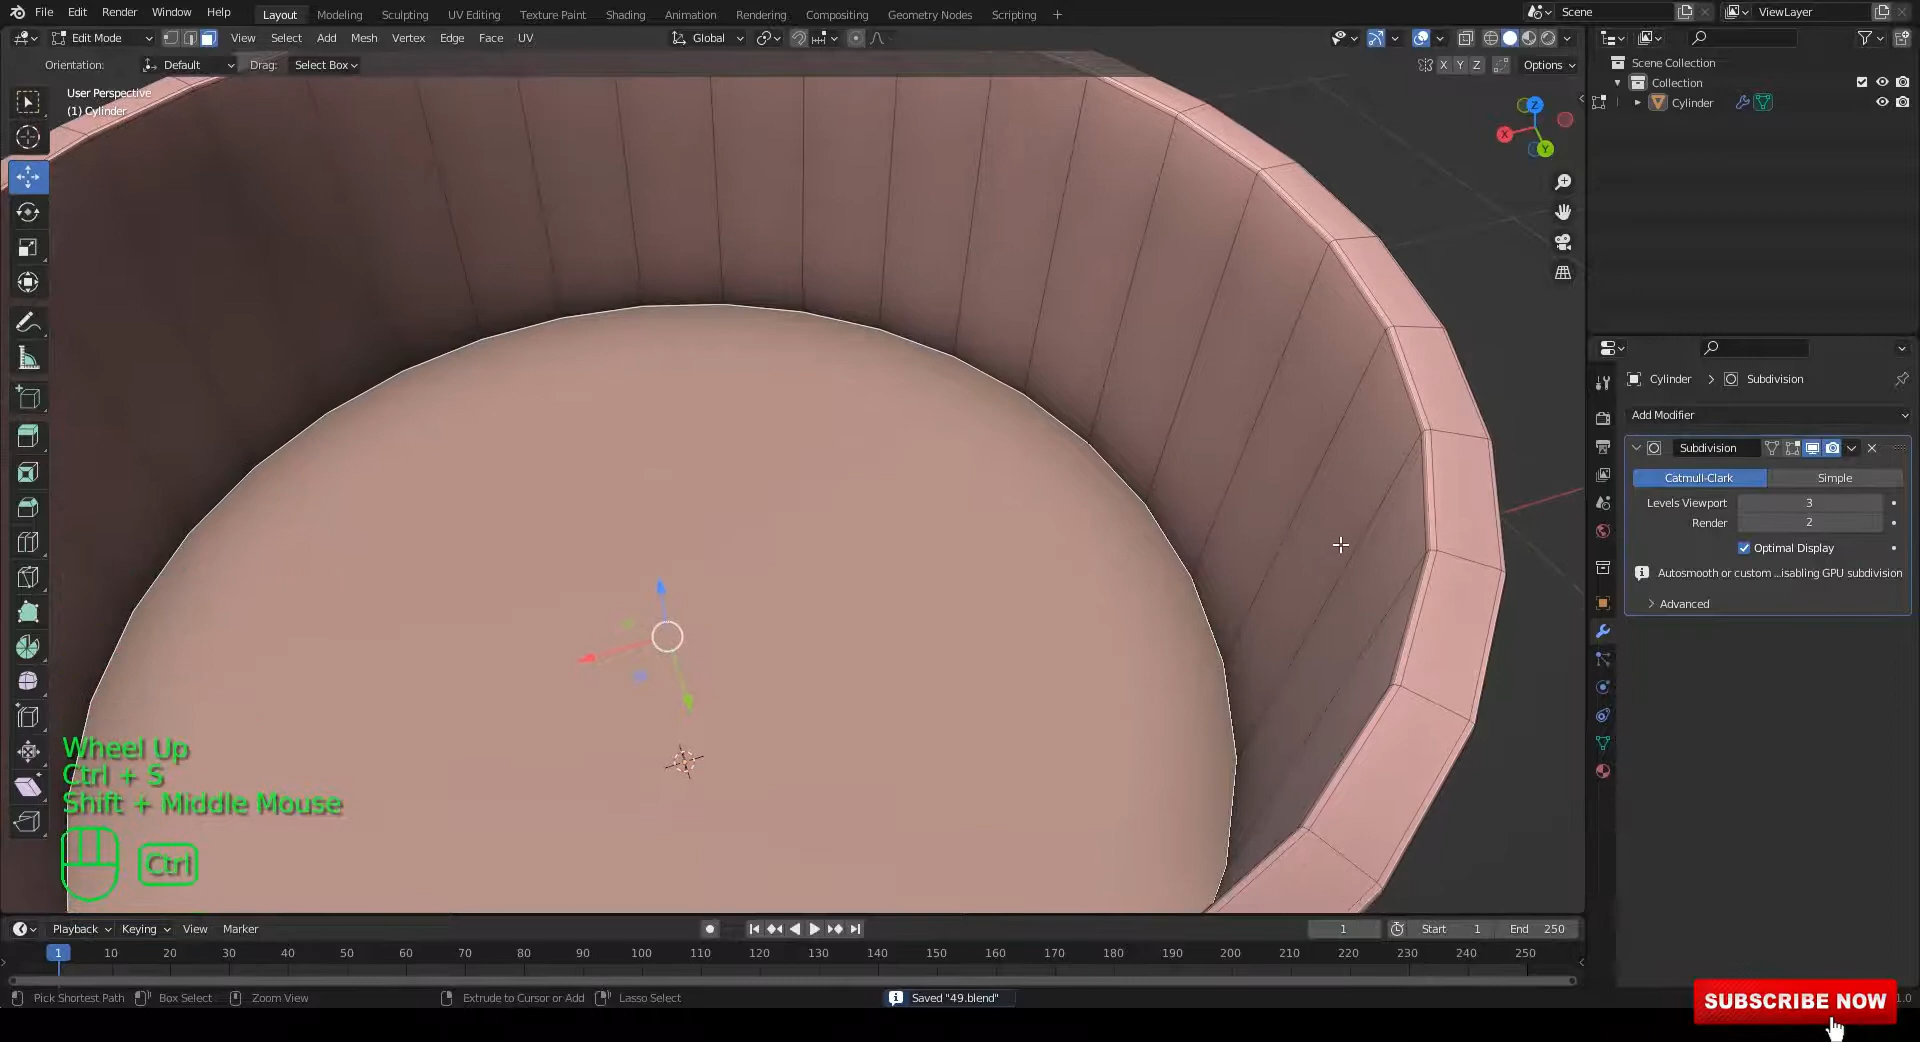 File Edit Render Window Help Layout Modeling Sculpting UV Editing Texture Paint Shading Animation Rendering Compositing Geometry Nodes Scripting + Scene ViewLayer
Edit Mode View Select Add Mesh Vertex Edge Face UV Global
Orientation: Default Drag: Select Box X Y Z Options
Scene Collection
Collection
Cylinder
User Perspective
(1) Cylinder
Z
X
Y
Cylinder > Subdivision
Add Modifier
Subdivision
Catmull-Clark Simple
Levels Viewport 3
Render 2
Optimal Display
Autosmooth or custom ...isabling GPU subdivision
Advanced
Wheel Up
Ctrl + S
Shift + Middle Mouse
Ctrl
Playback Keying View Marker 1 Start 1 End 250
1 10 20 30 40 50 60 70 80 90 100 110 120 130 140 150 160 170 180 190 200 210 220 230 240 250
Pick Shortest Path Box Select Zoom View Extrude to Cursor or Add Lasso Select Saved "49.blend"
SUBSCRIBE NOW